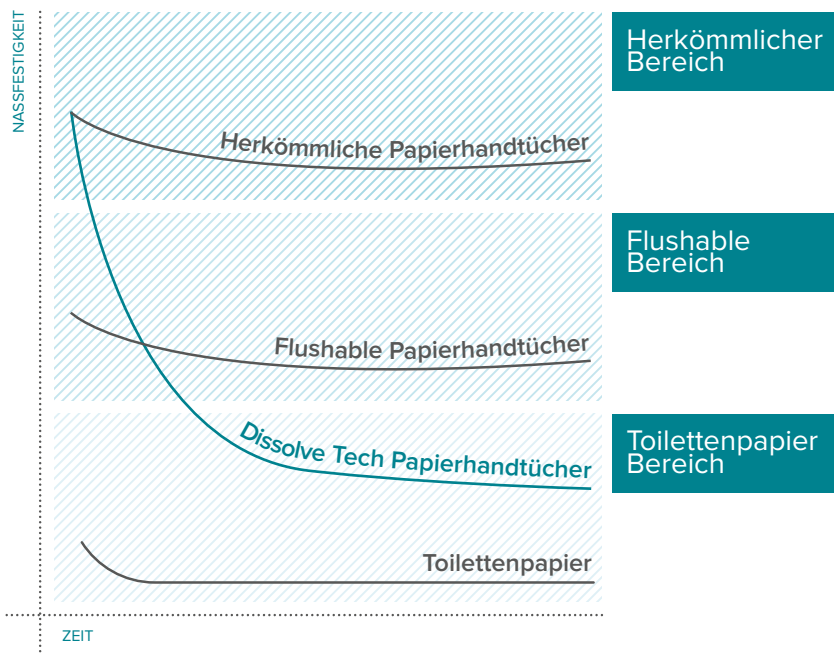 NASSFESTIGKEIT
Herkömmlicher
Bereich
Herkömmliche Papierhandtücher
Flushable
Bereich
Flushable Papierhandtücher
Toilettenpapier
Bereich
Dissolve Tech Papierhandtücher
Toilettenpapier
ZEIT